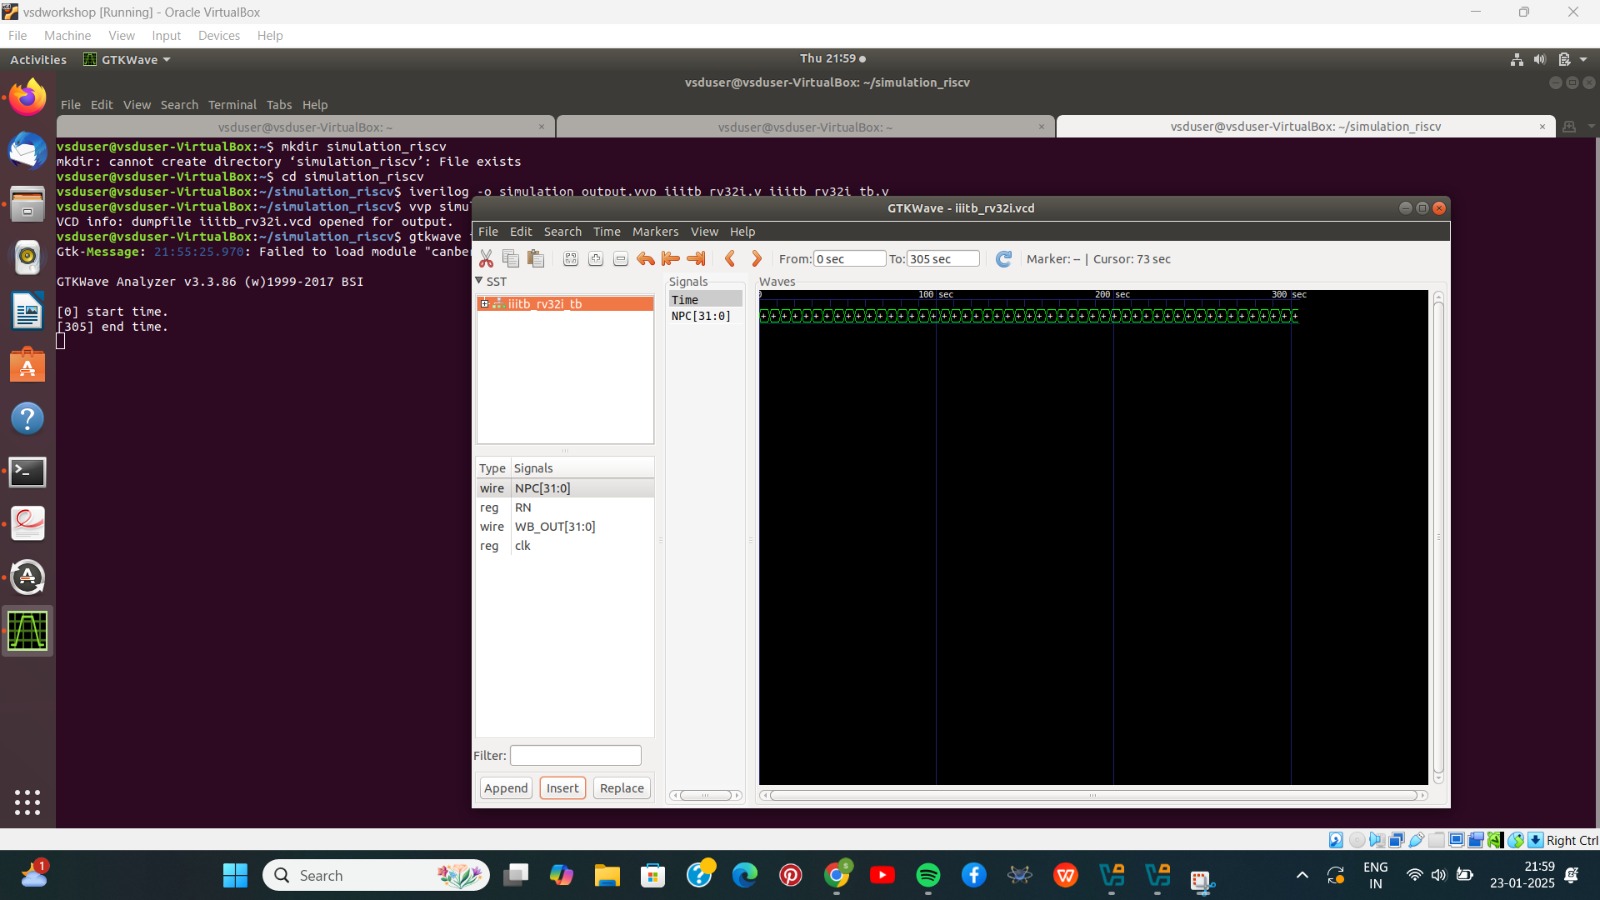 vsdworkshop [Running] - Oracle VirtualBox
File Machine View Input Devices Help
Activities GTKWave Thu 21:59
vsduser@vsduser-VirtualBox: ~/simulation_riscv
File Edit View Search Terminal Tabs Help
vsduser@vsduser-VirtualBox: ~ vsduser@vsduser-VirtualBox: ~ vsduser@vsduser-VirtualBox: ~/simulation_riscv
vsduser@vsduser-VirtualBox:~$ mkdir simulation_riscv
mkdir: cannot create directory ‘simulation_riscv’: File exists
vsduser@vsduser-VirtualBox:~$ cd simulation_riscv
vsduser@vsduser-VirtualBox:~/simulation_riscv$ iverilog -o simulation_output.vvp iiitb_rv32i.v iiitb_rv32i_tb.v
vsduser@vsduser-VirtualBox:~/simulation_riscv$ vvp simu
VCD info: dumpfile iiitb_rv32i.vcd opened for output.
vsduser@vsduser-VirtualBox:~/simulation_riscv$ gtkwave
Gtk-Message: 21:55:25.970: Failed to load module "canbe
GTKWave Analyzer v3.3.86 (w)1999-2017 BSI
[0] start time.
[305] end time.
GTKWave - iiitb_rv32i.vcd
File Edit Search Time Markers View Help
From: 0 sec To: 305 sec Marker: -- | Cursor: 73 sec
SST
iiitb_rv32i_tb
Type Signals
wire NPC[31:0]
reg RN
wire WB_OUT[31:0]
reg clk
Filter:
Append Insert Replace
Signals
Time
NPC[31:0]
Waves
0 100 sec 200 sec 300 sec
Right Ctrl
1
Search
ENG
IN
21:59
23-01-2025